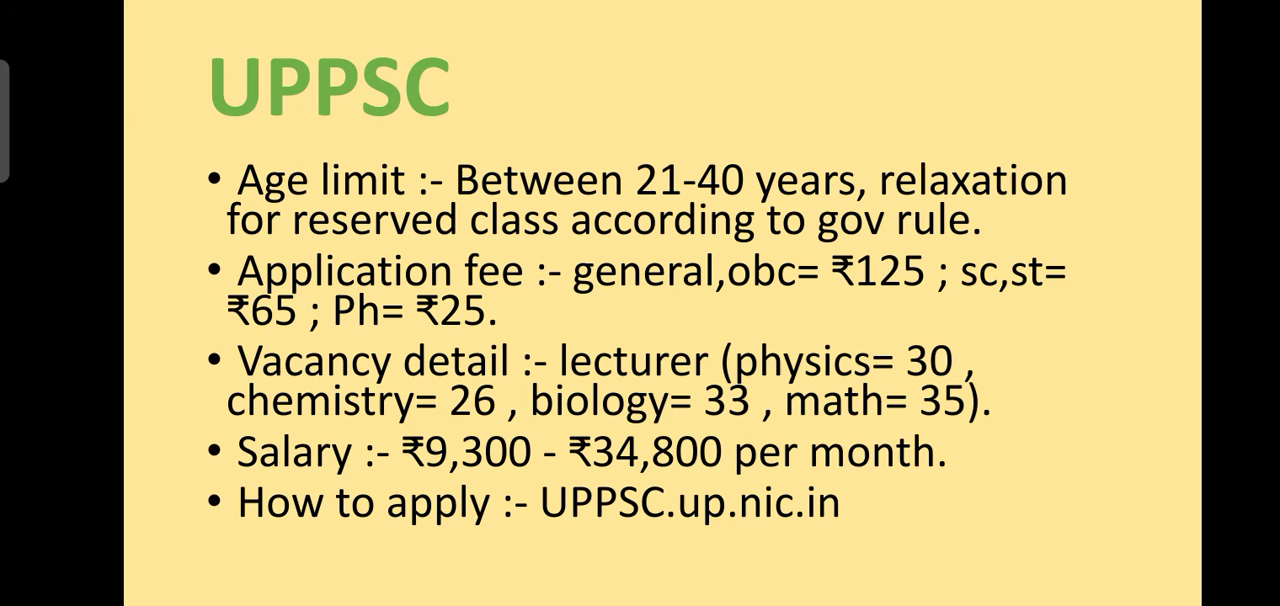 UPPSC
• Age limit :- Between 21-40 years, relaxation
for reserved class according to gov rule.
• Application fee :- general,obc= ₹125 ; sc,st=
₹65 ; Ph= ₹25.
• Vacancy detail :- lecturer (physics= 30 ,
chemistry= 26 , biology= 33 , math= 35).
• Salary :- ₹9,300 - ₹34,800 per month.
• How to apply :- UPPSC.up.nic.in